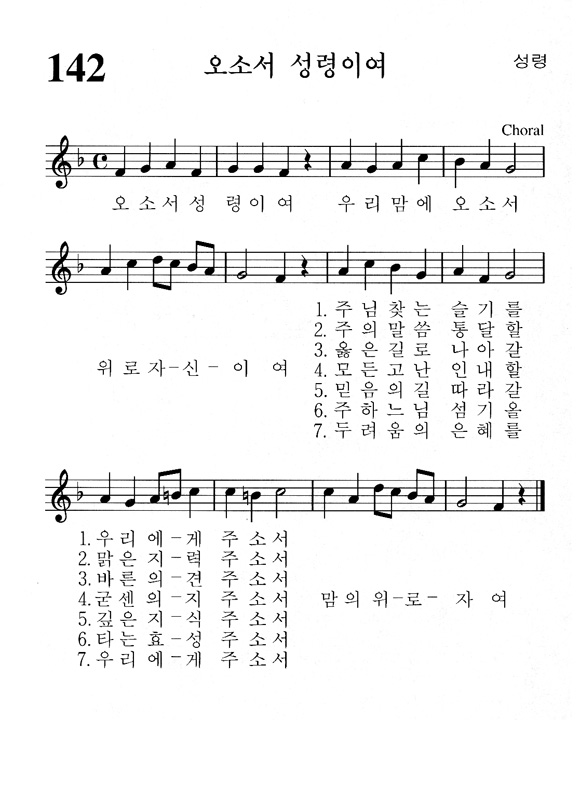 142 오소서 성령이여 성령
Choral
오 소 서 성 령 이 여 우 리 맘 에 오 소 서
1. 주 님 찾 는 슬 기 를
2. 주 의 말 씀 통 달 할
위 로 자 - 신 - 이 여 3. 옳 은 길 로 나 아 갈
4. 모 든 고 난 인 내 할
5. 믿 음 의 길 따 라 갈
6. 주 하 느 님 섬 기 올
7. 두 려 움 의 은 혜 를
1. 우 리 에 - 게 주 소 서
2. 맑 은 지 - 력 주 소 서
3. 바 른 의 - 견 주 소 서
4. 굳 센 의 - 지 주 소 서 맘 의 위 - 로 - 자 여
5. 깊 은 지 - 식 주 소 서
6. 타 는 효 - 성 주 소 서
7. 우 리 에 - 게 주 소 서